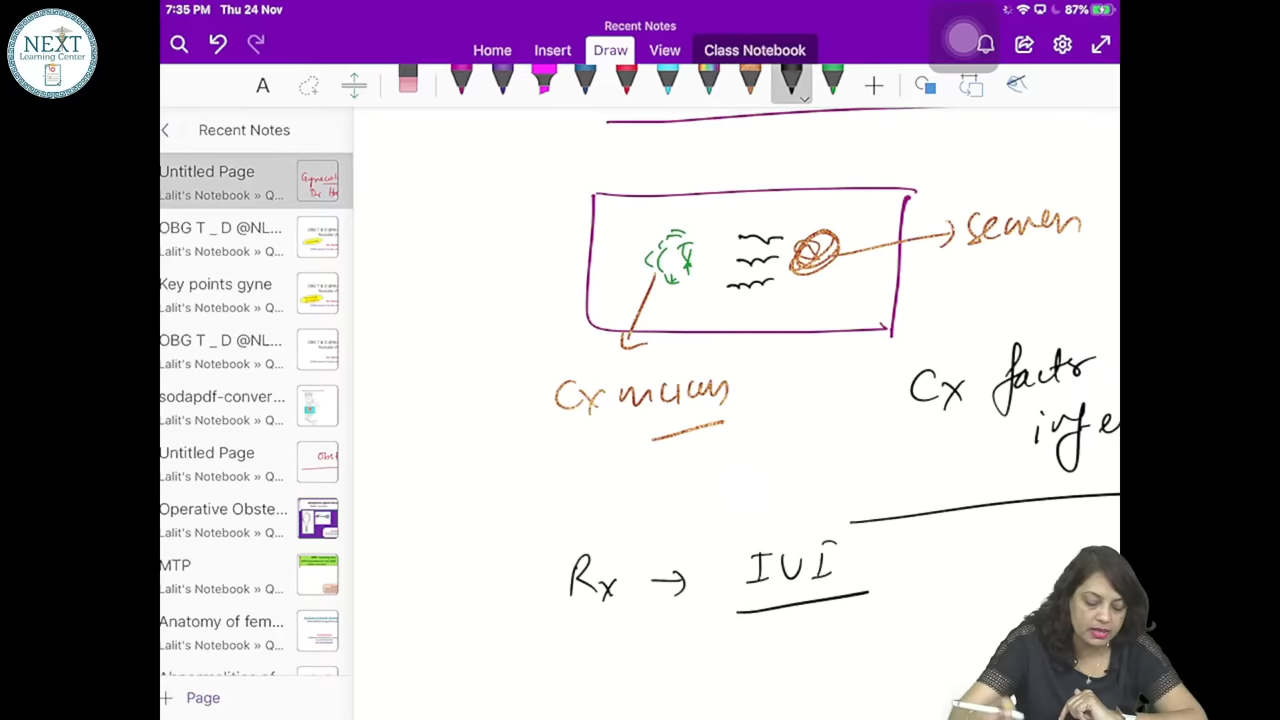 7:35 PM Thu 24 Nov
87%
Recent Notes
Home Insert Draw View Class Notebook
NEXT
Learning Center
A
Recent Notes
Untitled Page
Lalit's Notebook » Q...
OBG T _ D @NL...
Lalit's Notebook » Q...
Key points gyne
Lalit's Notebook » Q...
OBG T _ D @NL...
Lalit's Notebook » Q...
sodapdf-conver...
Lalit's Notebook » Q...
Untitled Page
Lalit's Notebook » Q...
Operative Obste...
Lalit's Notebook » Q...
MTP
Lalit's Notebook » Q...
Anatomy of fem...
Lalit's Notebook » Q...
Page
semen
Cx mucus
Cx factor
infe
Rx → IUI